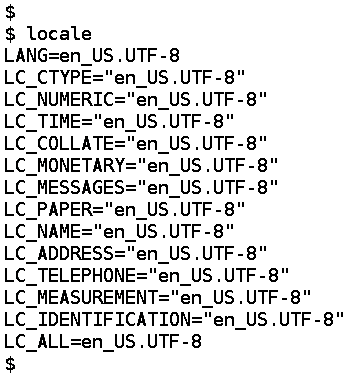 $
$ locale
LANG=en_US.UTF-8
LC_CTYPE="en_US.UTF-8"
LC_NUMERIC="en_US.UTF-8"
LC_TIME="en_US.UTF-8"
LC_COLLATE="en_US.UTF-8"
LC_MONETARY="en_US.UTF-8"
LC_MESSAGES="en_US.UTF-8"
LC_PAPER="en_US.UTF-8"
LC_NAME="en_US.UTF-8"
LC_ADDRESS="en_US.UTF-8"
LC_TELEPHONE="en_US.UTF-8"
LC_MEASUREMENT="en_US.UTF-8"
LC_IDENTIFICATION="en_US.UTF-8"
LC_ALL=en_US.UTF-8
$